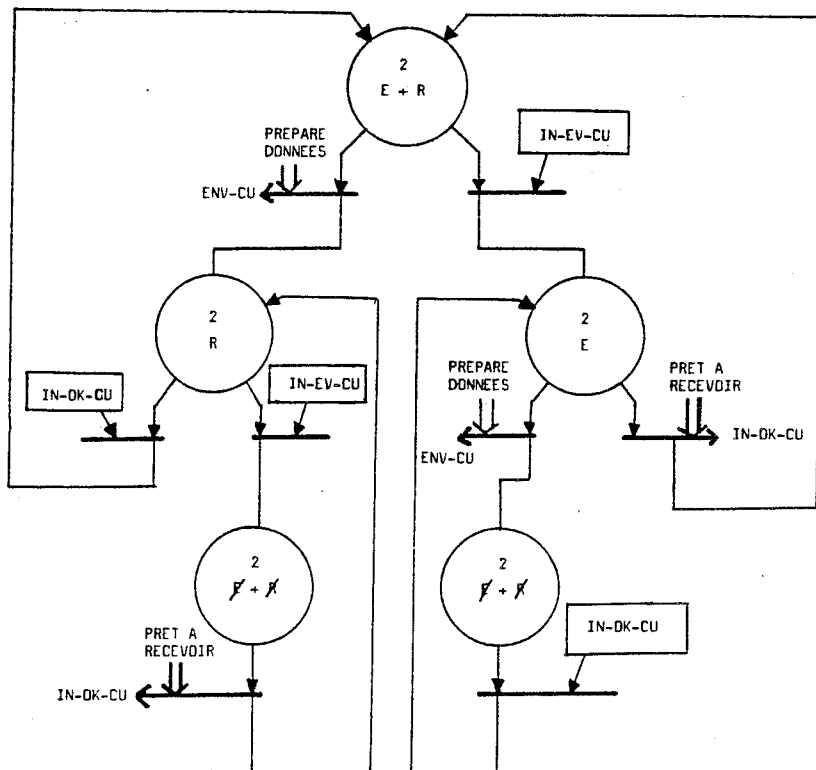 2
E + R
PREPARE
DONNEES
IN-EV-CU
ENV-CU
2
R
2
E
IN-OK-CU
IN-EV-CU
PREPARE
DONNEES
PRET A
RECEVOIR
ENV-CU
IN-OK-CU
2
E̸ + R̸
2
E̸ + R̸
PRET A
RECEVOIR
IN-OK-CU
IN-OK-CU